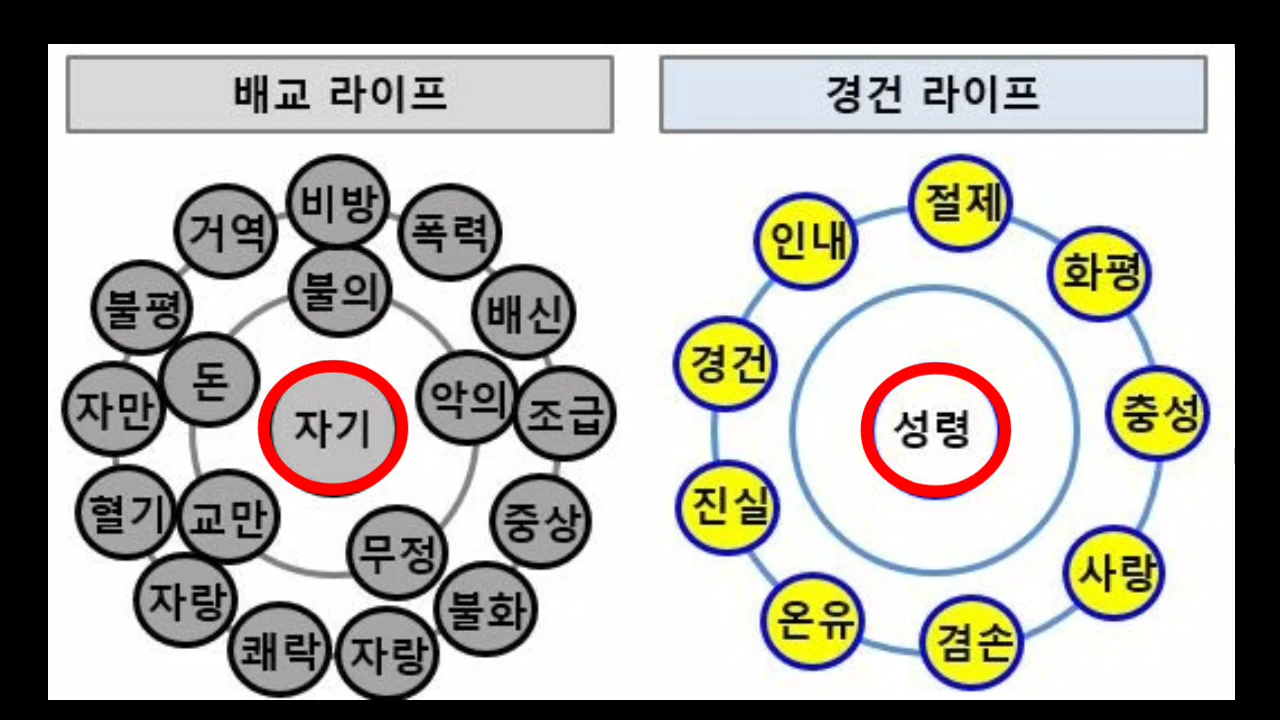 배교 라이프
비방
거역
폭력
불의
불평
배신
돈
악의
자만
조급
자기
혈기
교만
중상
무정
자랑
불화
쾌락
자랑
경건 라이프
절제
인내
화평
경건
충성
성령
진실
사랑
온유
겸손